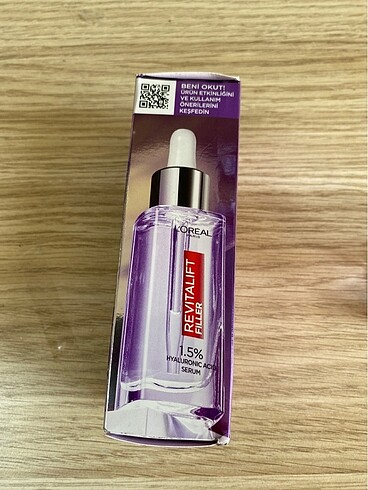 BENİ OKUT!
ÜRÜN ETKİNLİĞİNİ
VE KULLANIM
ÖNERİLERİNİ
KEŞFEDİN
L'ORÉAL
PARIS
REVITALIFT
FILLER
1.5%
HYALURONIC ACID
SERUM